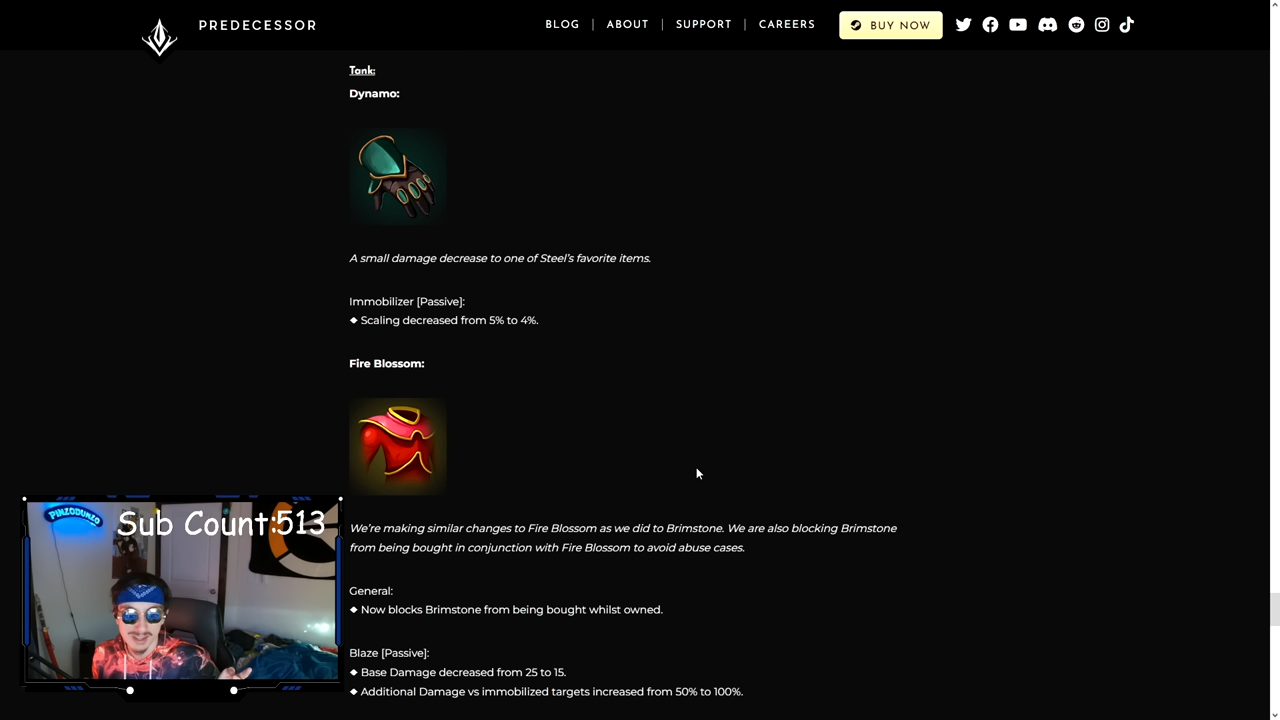 PREDECESSOR
BLOG | ABOUT | SUPPORT | CAREERS
BUY NOW
Tank:
Dynamo:
A small damage decrease to one of Steel's favorite items.
Immobilizer [Passive]:
◆ Scaling decreased from 5% to 4%.
Fire Blossom:
We're making similar changes to Fire Blossom as we did to Brimstone. We are also blocking Brimstone
from being bought in conjunction with Fire Blossom to avoid abuse cases.
General:
◆ Now blocks Brimstone from being bought whilst owned.
Blaze [Passive]:
◆ Base Damage decreased from 25 to 15.
◆ Additional Damage vs immobilized targets increased from 50% to 100%.
PINZODUNZO
Sub Count:513